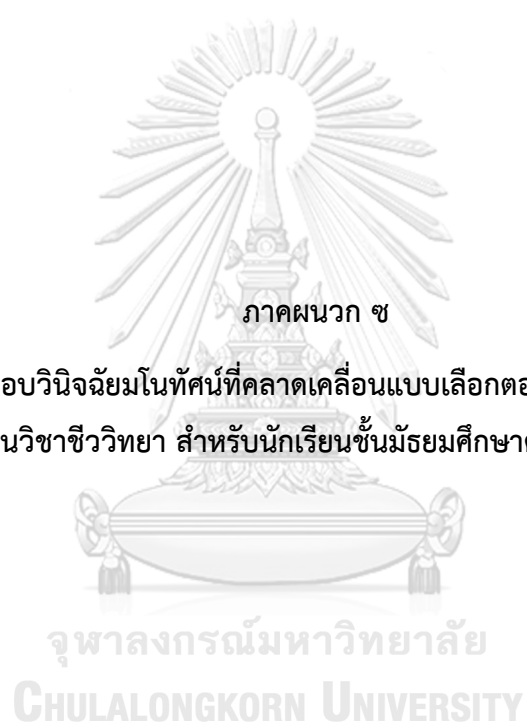 ภาคผนวก ซ
อบวินิจฉัยมโนทัศน์ที่คลาดเคลื่อนแบบเลือกตอ
นวิชาชีววิทยา สำหรับนักเรียนชั้นมัธยมศึกษาต
จุฬาลงกรณ์มหาวิทยาลัย
CHULALONGKORN UNIVERSITY